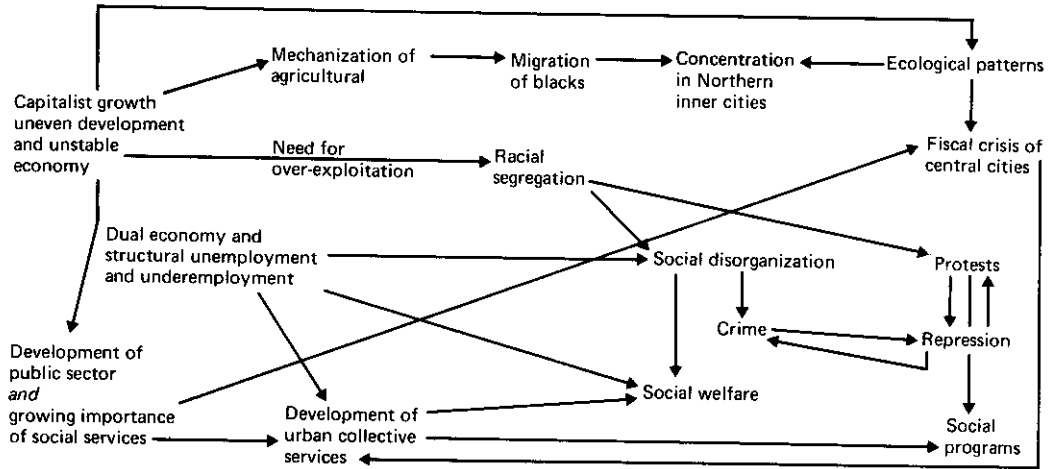 Mechanization of
agricultural
Migration
of blacks
Concentration
in Northern
inner cities
Ecological patterns
Capitalist growth
uneven development
and unstable
economy
Need for
over-exploitation
Racial
segregation
Fiscal crisis of
central cities
Dual economy and
structural unemployment
and underemployment
Social disorganization
Protests
Crime
Repression
Development of
public sector
and
growing importance
of social services
Development of
urban collective
services
Social welfare
Social
programs